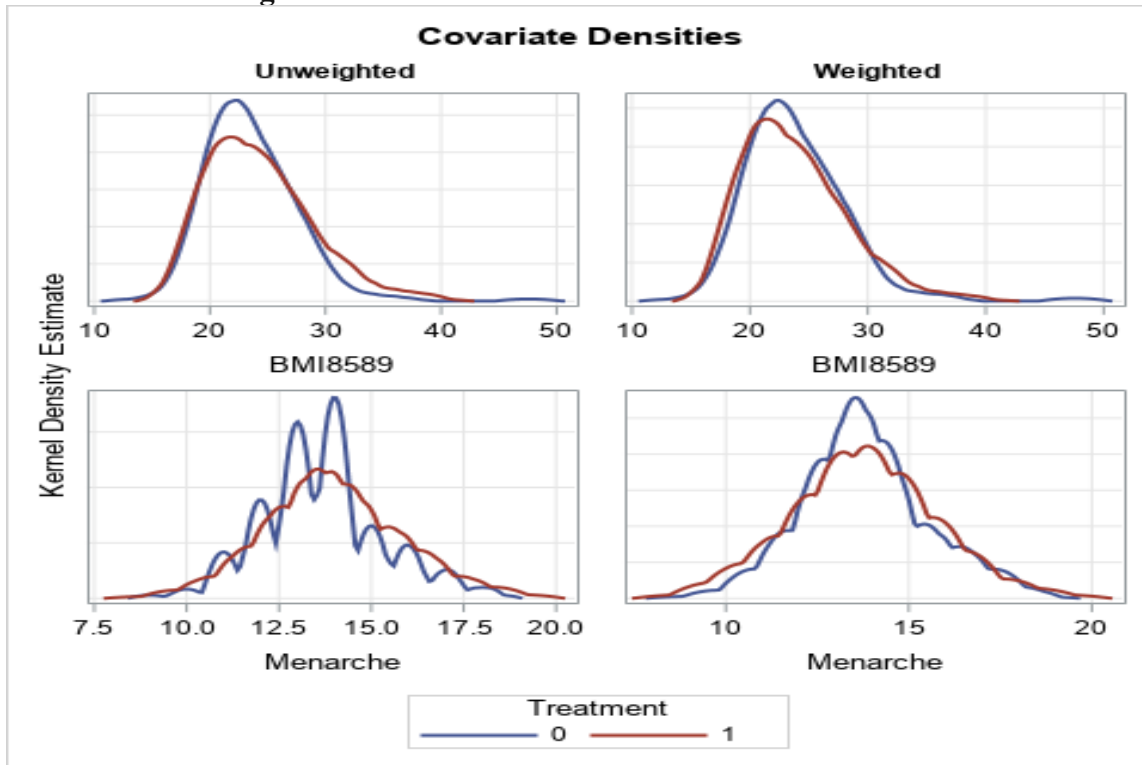 Covariate Densities
Unweighted Weighted
Kernel Density Estimate
10 20 30 40 50 10 20 30 40 50
BMI8589 BMI8589
7.5 10.0 12.5 15.0 17.5 20.0 10 15 20
Menarche Menarche
Treatment
0 1